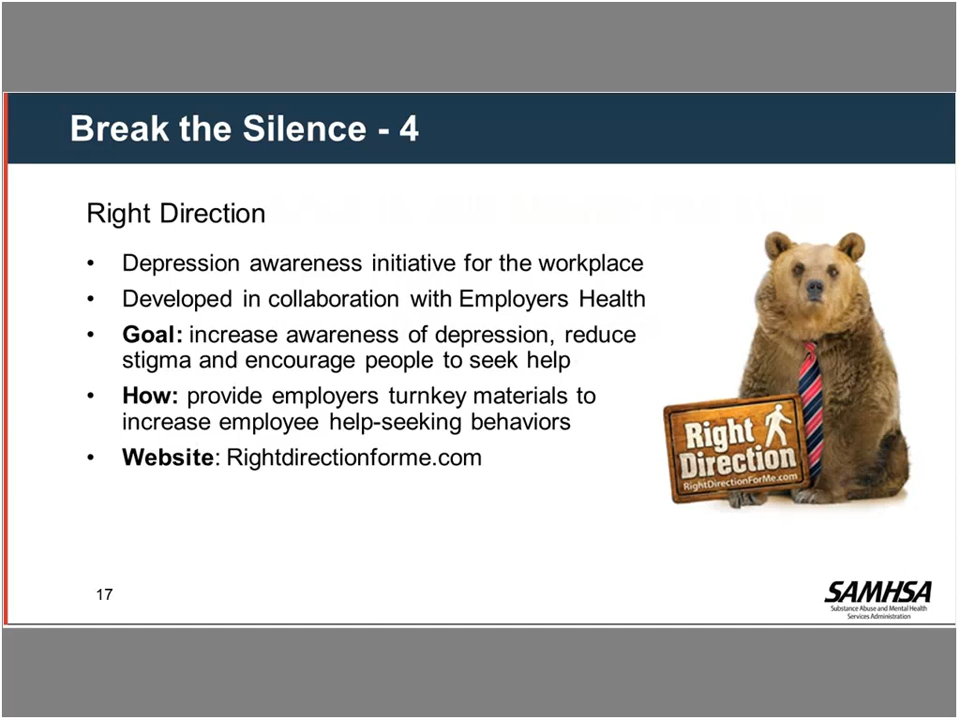 Break the Silence - 4
Right Direction
• Depression awareness initiative for the workplace
• Developed in collaboration with Employers Health
• Goal: increase awareness of depression, reduce
stigma and encourage people to seek help
• How: provide employers turnkey materials to
increase employee help-seeking behaviors
• Website: Rightdirectionforme.com
Right
Direction
RightDirectionForMe.com
17
SAMHSA
Substance Abuse and Mental Health
Services Administration